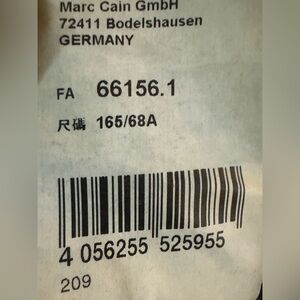 Marc Cain GmbH
72411 Bodelshausen
GERMANY
FA 66156.1
尺碼 165/68A
4 056255 525955
209